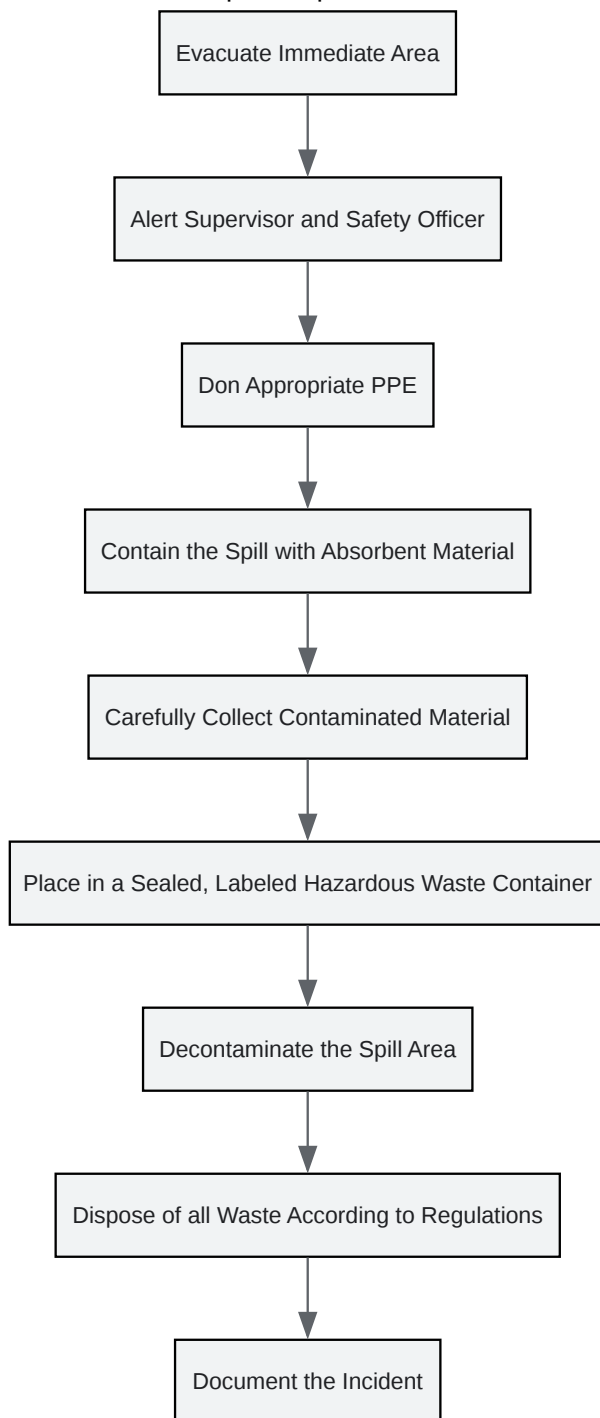 Evacuate Immediate Area
Alert Supervisor and Safety Officer
Don Appropriate PPE
Contain the Spill with Absorbent Material
Carefully Collect Contaminated Material
Place in a Sealed, Labeled Hazardous Waste Container
Decontaminate the Spill Area
Dispose of all Waste According to Regulations
Document the Incident